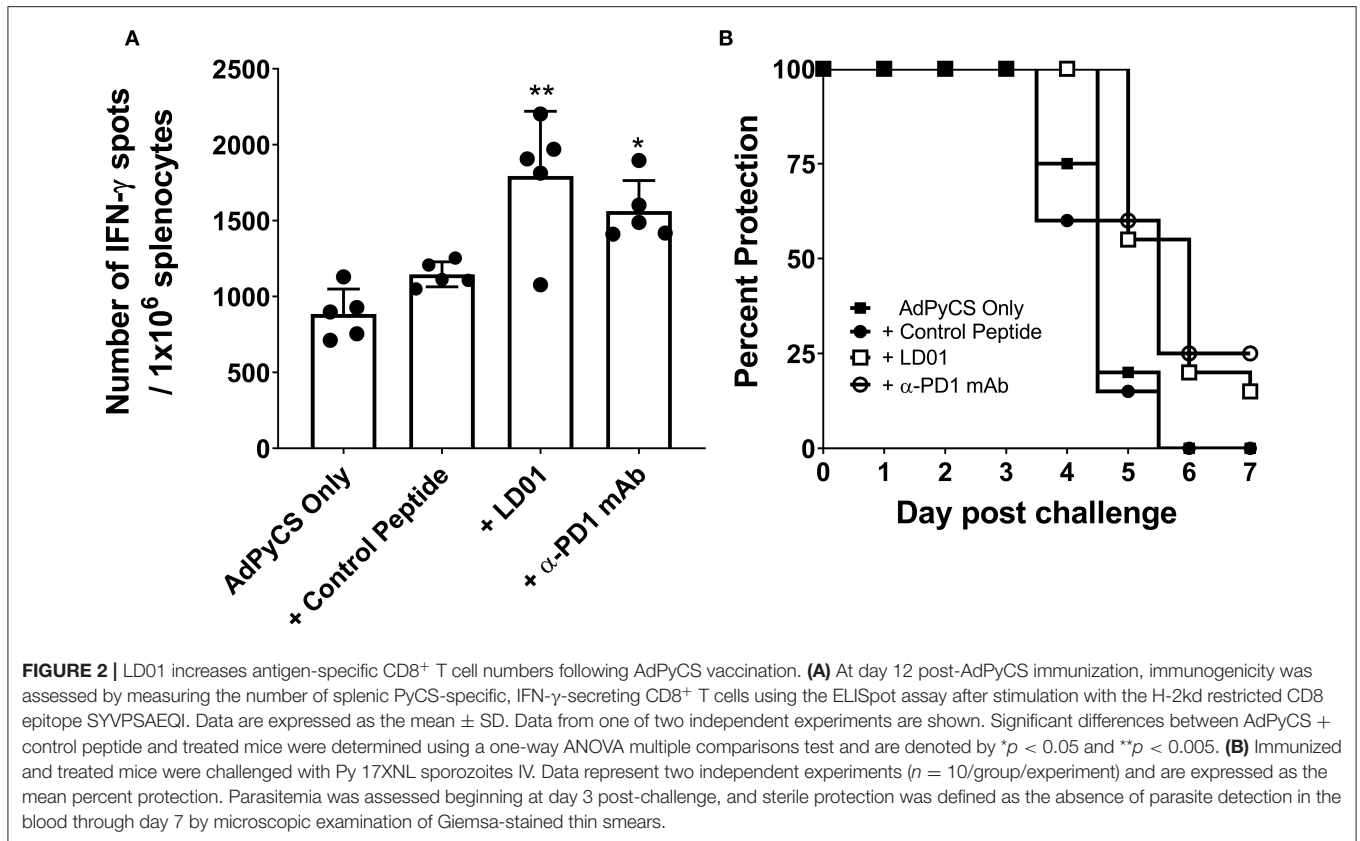 A
Number of IFN-γ spots
/ 1x10⁶ splenocytes
2500
2000
1500
1000
500
0
**
*
AdPyCS Only
+ Control Peptide
+ LD01
+ α-PD1 mAb
B
Percent Protection
100
75
50
25
0
AdPyCS Only
+ Control Peptide
+ LD01
+ α-PD1 mAb
0 1 2 3 4 5 6 7
Day post challenge
FIGURE 2 | LD01 increases antigen-specific CD8⁺ T cell numbers following AdPyCS vaccination. (A) At day 12 post-AdPyCS immunization, immunogenicity was
assessed by measuring the number of splenic PyCS-specific, IFN-γ-secreting CD8⁺ T cells using the ELISpot assay after stimulation with the H-2kd restricted CD8
epitope SYVPSAEQI. Data are expressed as the mean ± SD. Data from one of two independent experiments are shown. Significant differences between AdPyCS +
control peptide and treated mice were determined using a one-way ANOVA multiple comparisons test and are denoted by *p < 0.05 and **p < 0.005. (B) Immunized
and treated mice were challenged with Py 17XNL sporozoites IV. Data represent two independent experiments (n = 10/group/experiment) and are expressed as the
mean percent protection. Parasitemia was assessed beginning at day 3 post-challenge, and sterile protection was defined as the absence of parasite detection in the
blood through day 7 by microscopic examination of Giemsa-stained thin smears.